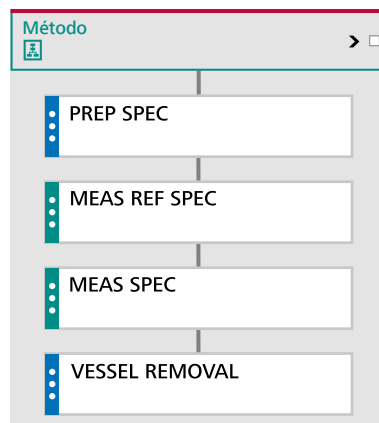 Método
PREP SPEC
MEAS REF SPEC
MEAS SPEC
VESSEL REMOVAL